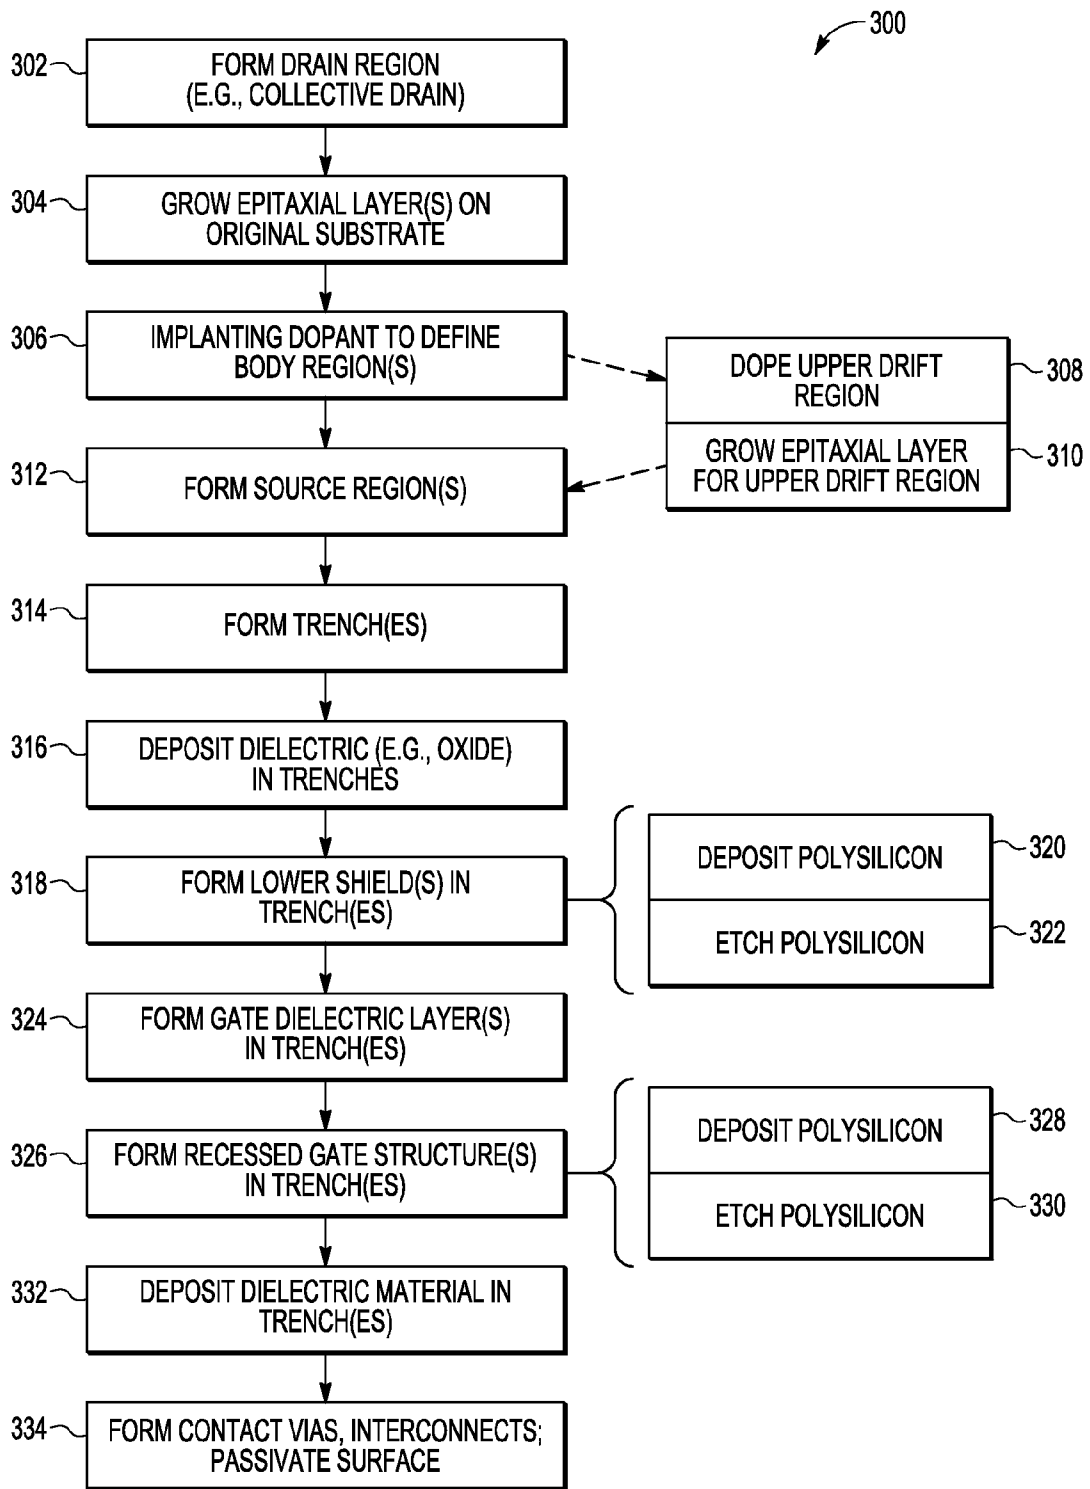 300
302
FORM DRAIN REGION
(E.G., COLLECTIVE DRAIN)
304
GROW EPITAXIAL LAYER(S) ON
ORIGINAL SUBSTRATE
306
IMPLANTING DOPANT TO DEFINE
BODY REGION(S)
DOPE UPPER DRIFT
REGION
308
GROW EPITAXIAL LAYER
FOR UPPER DRIFT REGION
310
312
FORM SOURCE REGION(S)
314
FORM TRENCH(ES)
316
DEPOSIT DIELECTRIC (E.G., OXIDE)
IN TRENCHES
318
FORM LOWER SHIELD(S) IN
TRENCH(ES)
DEPOSIT POLYSILICON
320
ETCH POLYSILICON
322
324
FORM GATE DIELECTRIC LAYER(S)
IN TRENCH(ES)
326
FORM RECESSED GATE STRUCTURE(S)
IN TRENCH(ES)
DEPOSIT POLYSILICON
328
ETCH POLYSILICON
330
332
DEPOSIT DIELECTRIC MATERIAL IN
TRENCH(ES)
334
FORM CONTACT VIAS, INTERCONNECTS;
PASSIVATE SURFACE